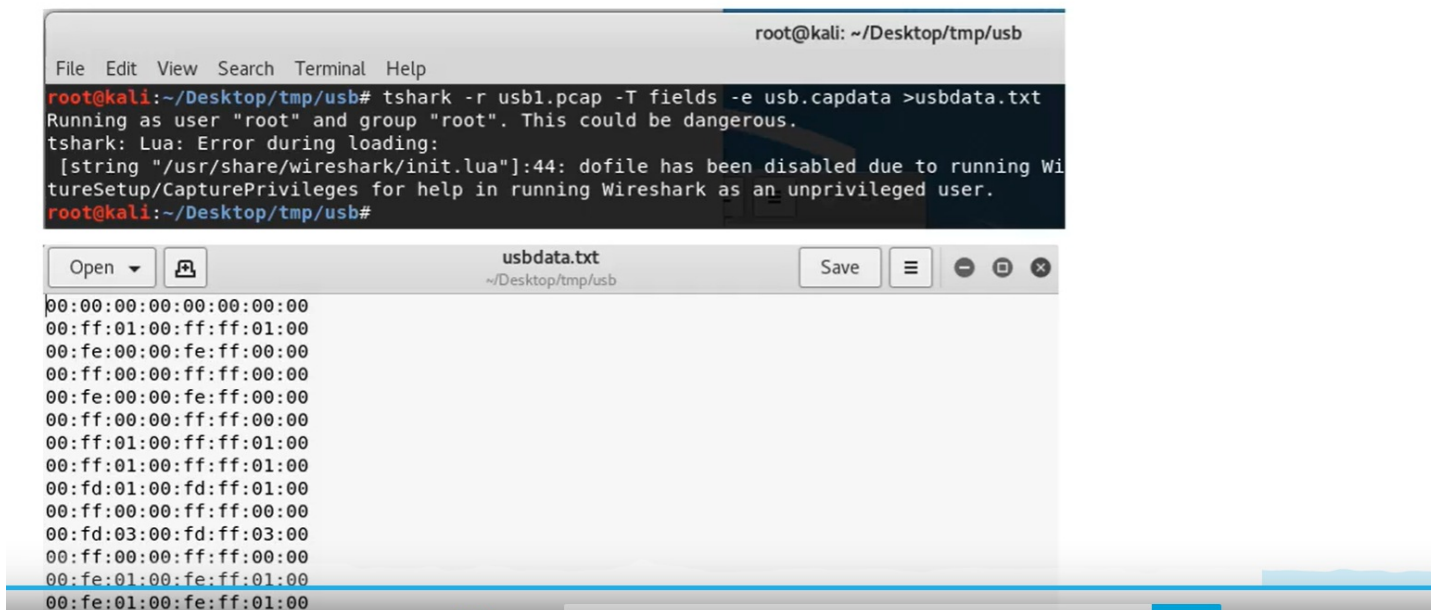 root@kali: ~/Desktop/tmp/usb
File Edit View Search Terminal Help
root@kali:~/Desktop/tmp/usb# tshark -r usb1.pcap -T fields -e usb.capdata >usbdata.txt
Running as user "root" and group "root". This could be dangerous.
tshark: Lua: Error during loading:
[string "/usr/share/wireshark/init.lua"]:44: dofile has been disabled due to running Wi
tureSetup/CapturePrivileges for help in running Wireshark as an unprivileged user.
root@kali:~/Desktop/tmp/usb#
Open usbdata.txt Save
~/Desktop/tmp/usb
00:00:00:00:00:00:00:00
00:ff:01:00:ff:ff:01:00
00:fe:00:00:fe:ff:00:00
00:ff:00:00:ff:ff:00:00
00:fe:00:00:fe:ff:00:00
00:ff:00:00:ff:ff:00:00
00:ff:01:00:ff:ff:01:00
00:ff:01:00:ff:ff:01:00
00:fd:01:00:fd:ff:01:00
00:ff:00:00:ff:ff:00:00
00:fd:03:00:fd:ff:03:00
00:ff:00:00:ff:ff:00:00
00:fe:01:00:fe:ff:01:00
00:fe:01:00:fe:ff:01:00